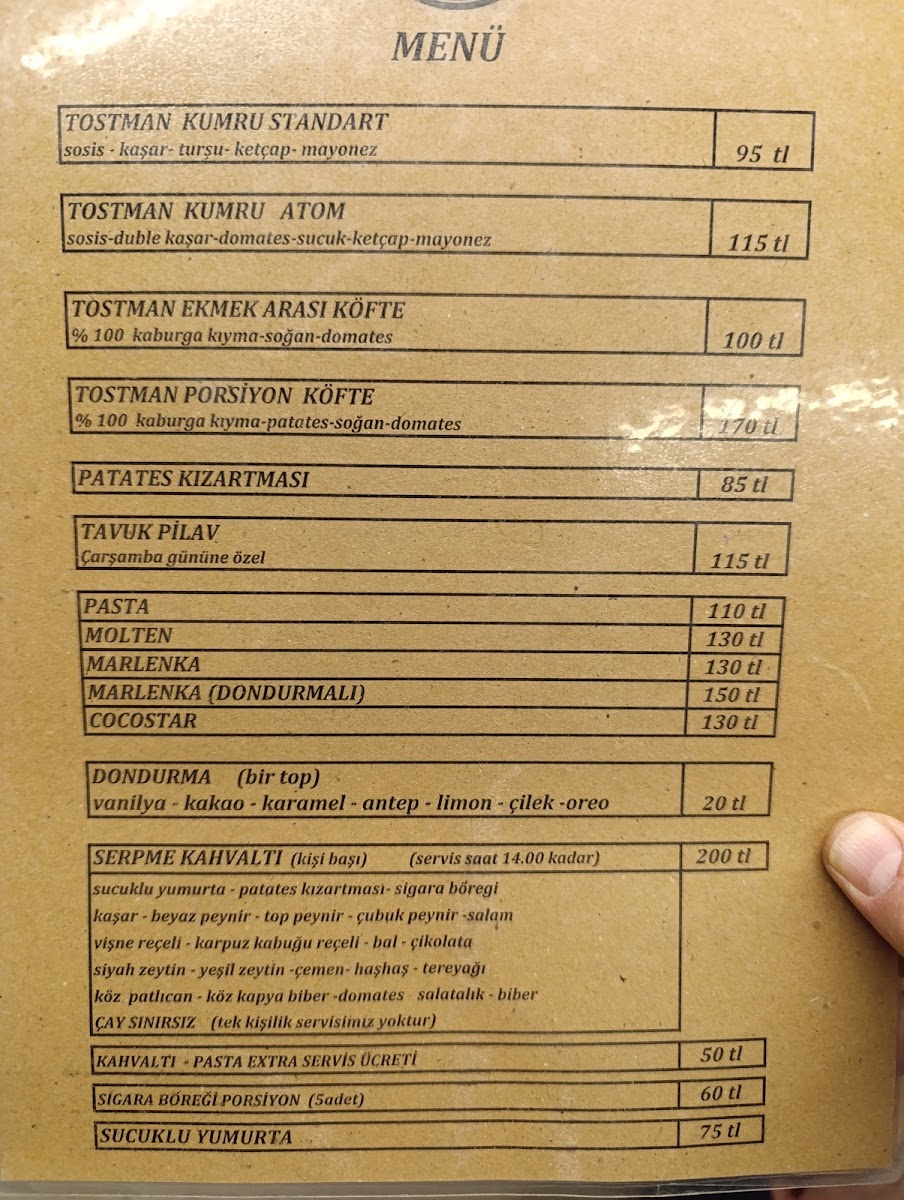 MENÜ
TOSTMAN KUMRU STANDART
sosis - kaşar- turşu- ketçap- mayonez
95 tl
TOSTMAN KUMRU ATOM
sosis-duble kaşar-domates-sucuk-ketçap-mayonez
115 tl
TOSTMAN EKMEK ARASI KÖFTE
% 100 kaburga kıyma-soğan-domates
100 tl
TOSTMAN PORSİYON KÖFTE
% 100 kaburga kıyma-patates-soğan-domates
170 tl
PATATES KIZARTMASI 85 tl
TAVUK PİLAV
Çarşamba gününe özel
115 tl
PASTA 110 tl
MOLTEN 130 tl
MARLENKA 130 tl
MARLENKA (DONDURMALI) 150 tl
COCOSTAR 130 tl
DONDURMA (bir top)
vanilya - kakao - karamel - antep - limon - çilek -oreo 20 tl
SERPME KAHVALTI (kişi başı) (servis saat 14.00 kadar) 200 tl
sucuklu yumurta - patates kızartması- sigara böregi
kaşar - beyaz peynir - top peynir - çubuk peynir -salam
vişne reçeli - karpuz kabuğu reçeli - bal - çikolata
siyah zeytin - yeşil zeytin -çemen- haşhaş - tereyağı
köz patlıcan - köz kapya biber -domates salatalık - biber
ÇAY SINIRSIZ (tek kişilik servisimiz yoktur)
KAHVALTI - PASTA EXTRA SERVİS ÜCRETİ 50 tl
SİGARA BÖREĞİ PORSİYON (5adet) 60 tl
SUCUKLU YUMURTA 75 tl